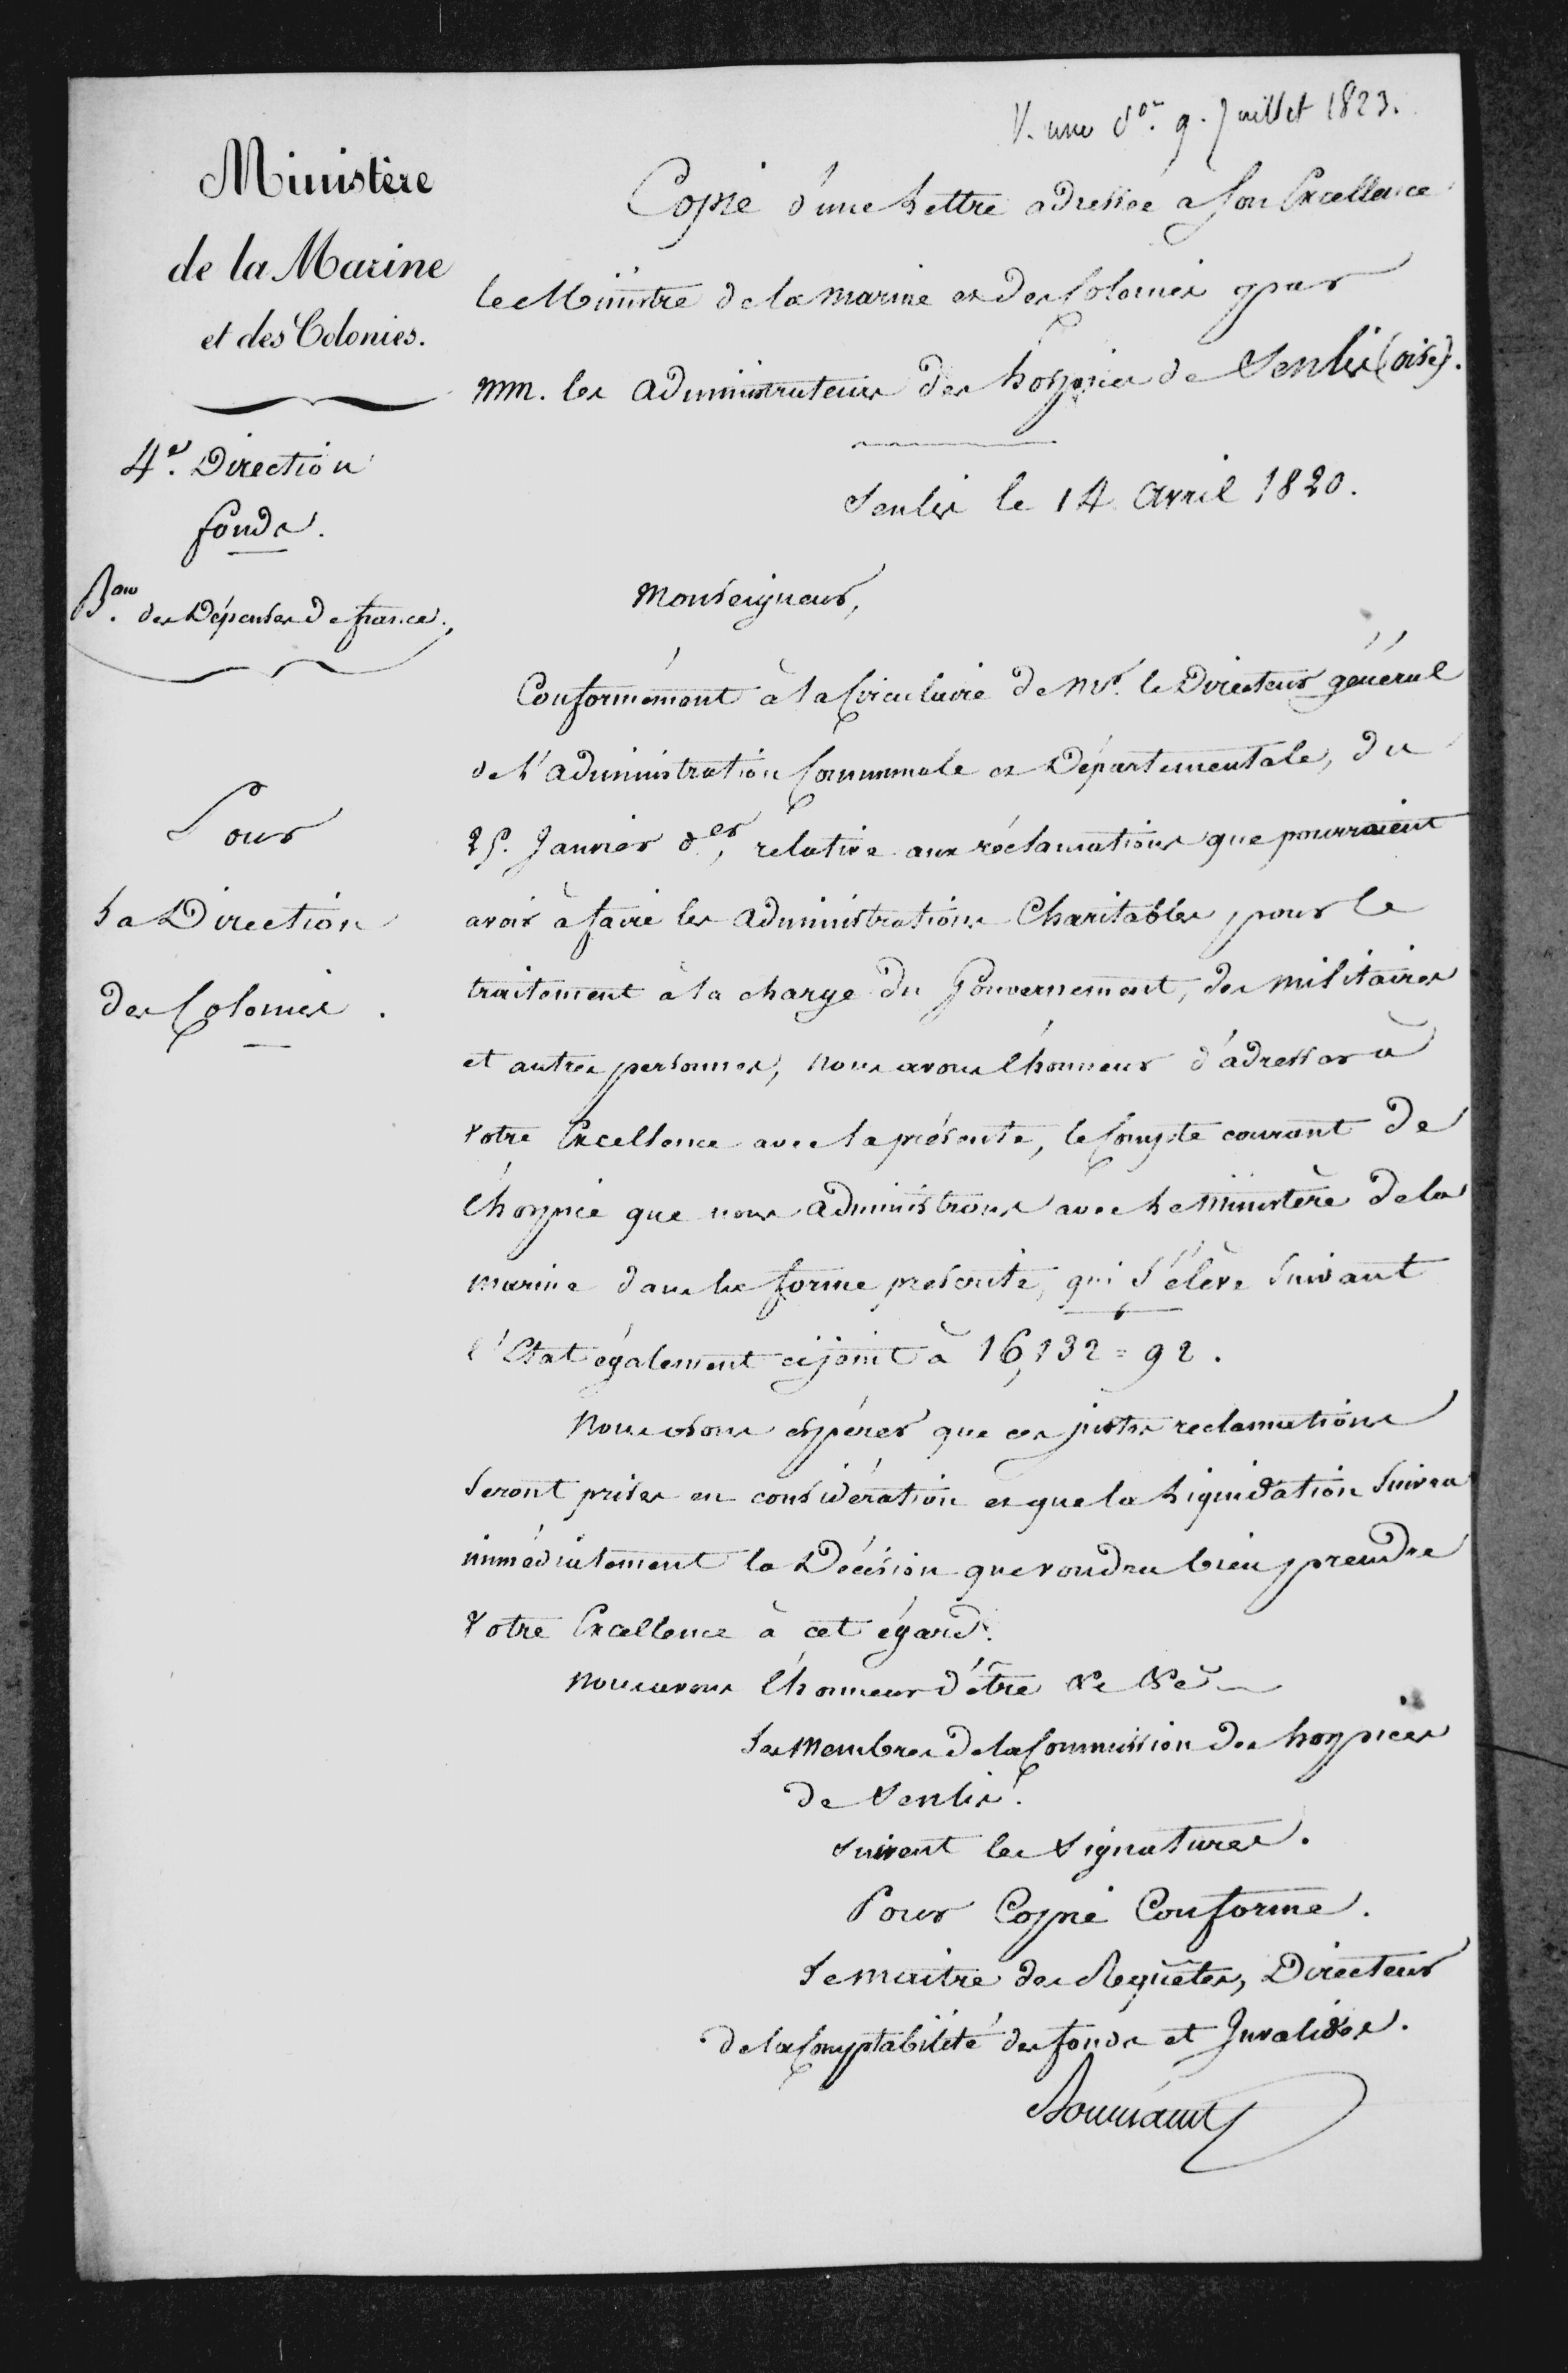 V. une don. 9. Juillet 1823.
Ministère
de la Marine
et des Colonies.
4e. Direction
fonds.
Bau. des Dépenses de france.
Pour
La Direction
des Colonies.
Copie d'une Lettre adressée à Son Excellence
le Ministre de la marine et des Colonies par
MM. les administrateurs des hospices de Senlis (oise).
Senlis le 14 avril 1820.
Monseigneur,
Conformément à la Circulaire de Mr. le Directeur général
de l'administration Communale et Départementale, du
25. Janvier der, relative aux réclamations que pourraient
avoir à faire les administrations Charitables, pour le
traitement à la charge du Gouvernement, des militaires
et autres personnes, nous avons l'honneur d'adresser à
Votre Excellence avec la présente, le Compte courant de
l'hospice que nous administrons avec le ministère de la
marine dans la forme prescrite, qui s'élève suivant
l'Etat également cijoint à 16,132 = 92.
Nous osons espérer que ces justes reclamations
Seront prises en considération et que la Liquidation Suivra
immédiatement la Décision que voudra bien prendre
Votre Excellence à cet égard.
Nous avons l'honneur d'être &c &c
Les Membres de la Commission des hospices
de Senlis.
Suivent les Signatures.
Pour Copie Conforme.
Le maitre des Requêtes, Directeur
de la Comptabilité des fonds et Invalides.